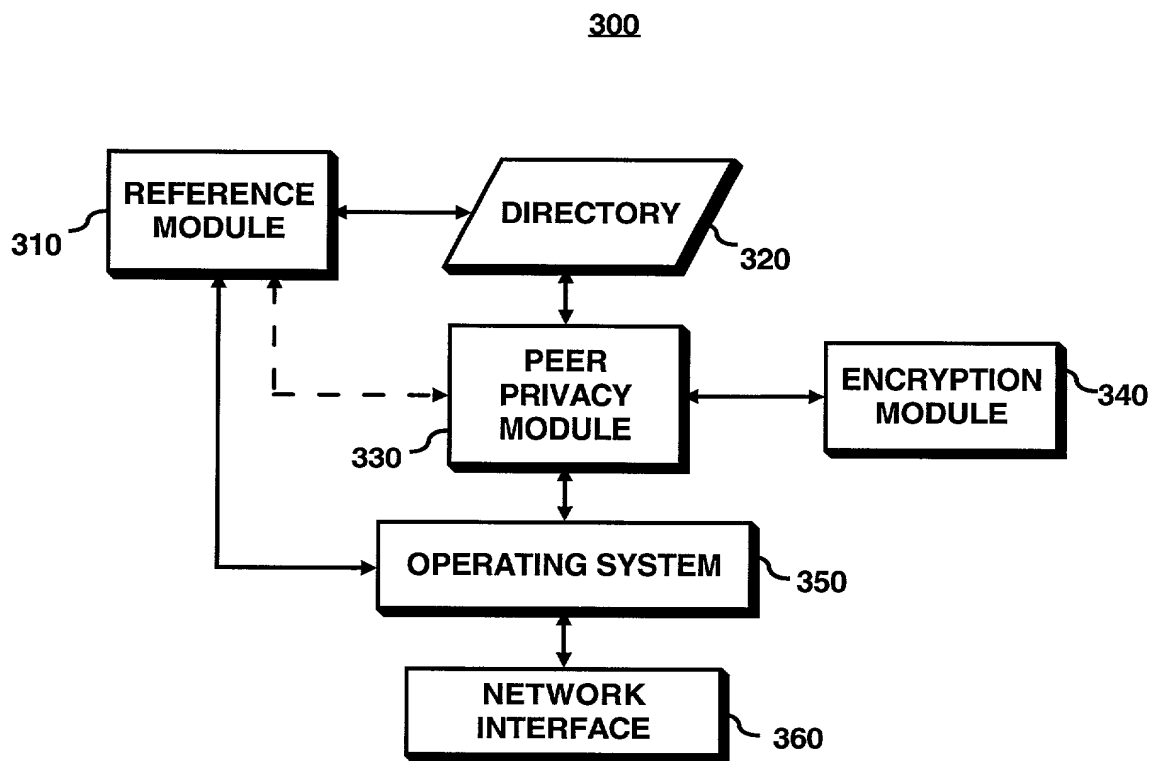 300
REFERENCE
MODULE
310
DIRECTORY
320
PEER
PRIVACY
MODULE
330
ENCRYPTION
MODULE
340
OPERATING SYSTEM
350
NETWORK
INTERFACE
360